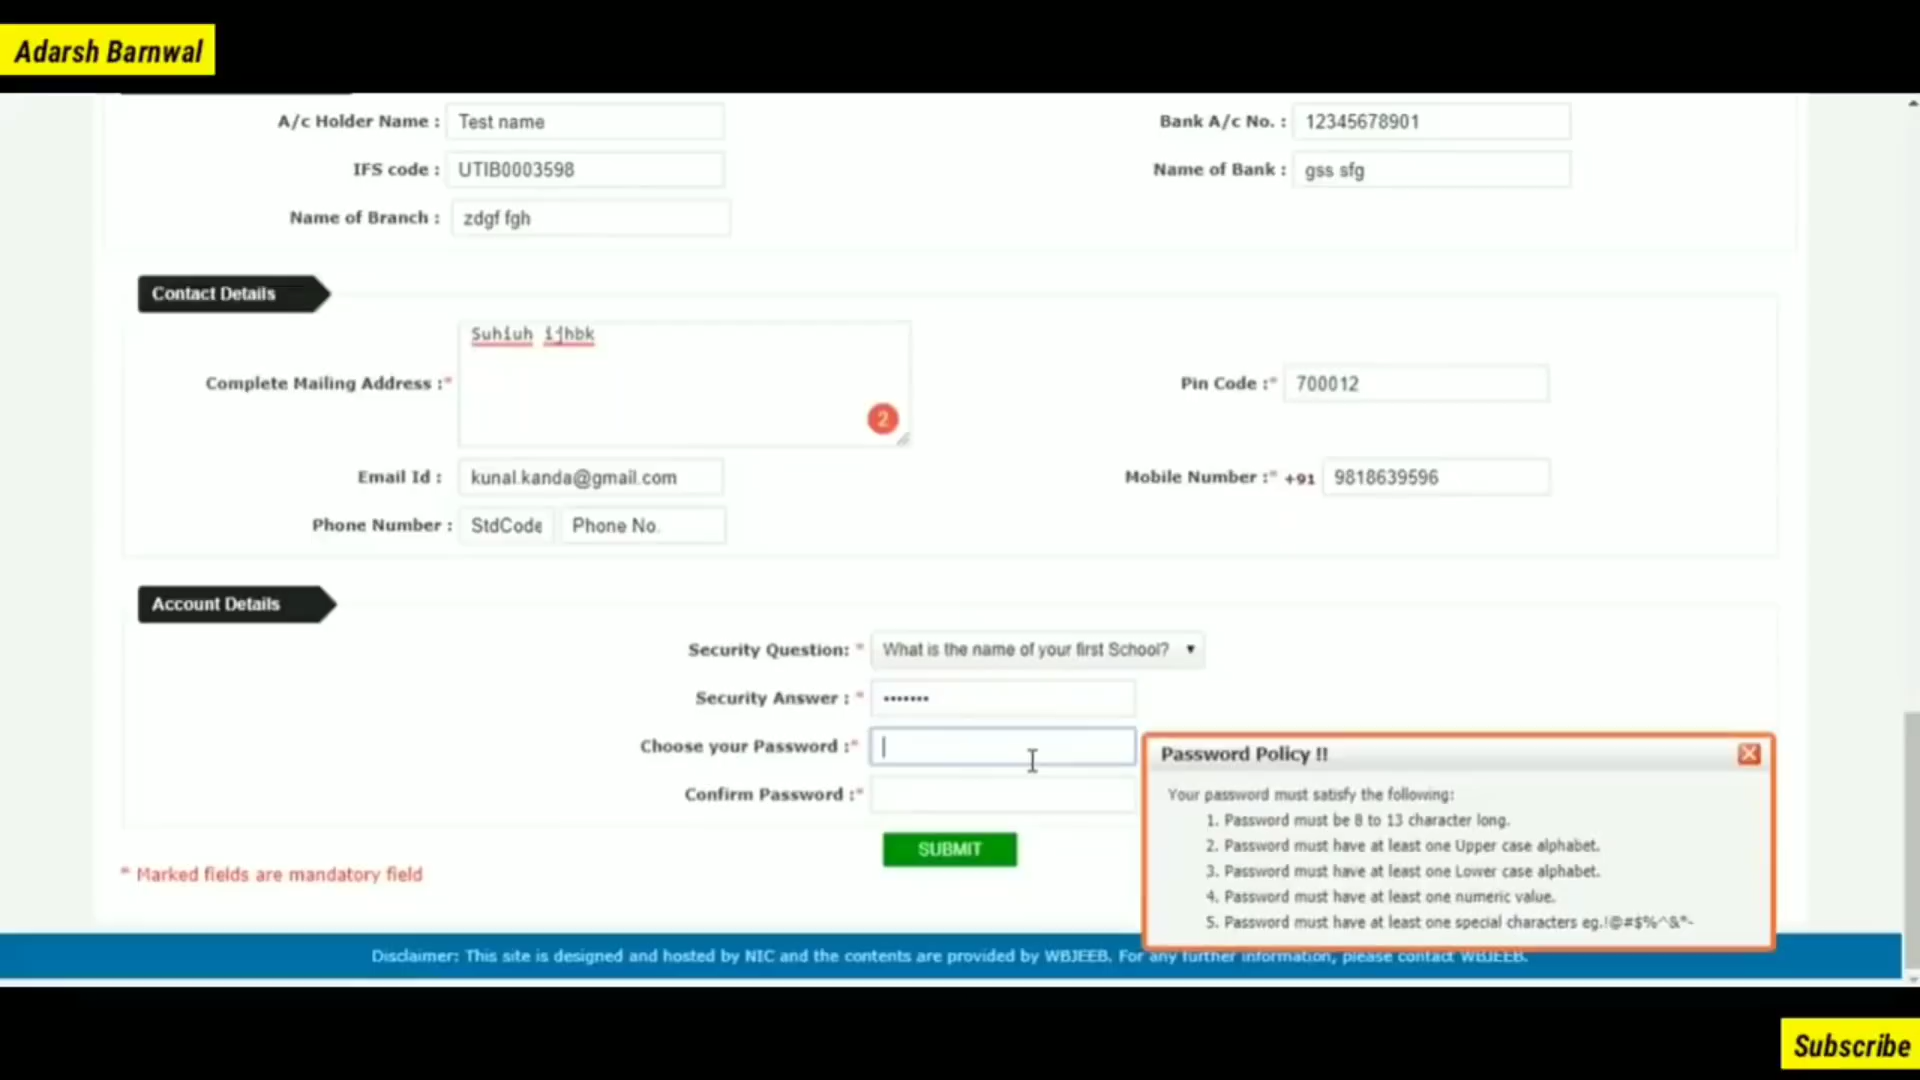 Adarsh Barnwal
A/c Holder Name : Test name Bank A/c No. : 12345678901
IFS code : UTIB0003598 Name of Bank : gss sfg
Name of Branch : zdgf fgh
Contact Details
Suhiuh ijhbk
Complete Mailing Address :* Pin Code :* 700012
2
Email Id : kunal.kanda@gmail.com Mobile Number :* +91 9818639596
Phone Number : StdCode Phone No.
Account Details
Security Question: * What is the name of your first School?
Security Answer : * •••••••
Choose your Password :*
Confirm Password :*
SUBMIT
* Marked fields are mandatory field
Password Policy !!
Your password must satisfy the following:
1. Password must be 8 to 13 character long.
2. Password must have at least one Upper case alphabet.
3. Password must have at least one Lower case alphabet.
4. Password must have at least one numeric value.
5. Password must have at least one special characters eg.!@#$%^&*-
Disclaimer: This site is designed and hosted by NIC and the contents are provided by WBJEEB. For any further information, please contact WBJEEB.
Subscribe